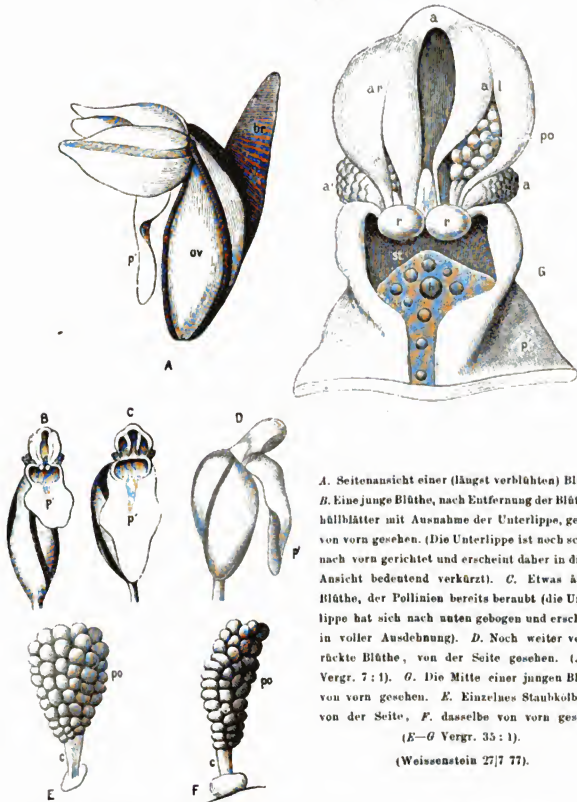 a
ar
al
br
po
a'
a
r r
ov
st
G
p'
p'
A
B C D
p'
p'
p'
A. Seitenansicht einer (längst verblühten) Bl
B. Eine junge Blüthe, nach Entfernung der Blüt
hüllblätter mit Ausnahme der Unterlippe, ge
von vorn gesehen. (Die Unterlippe ist noch sc
nach vorn gerichtet und erscheint daher in di
Ansicht bedeutend verkürzt). C. Etwas ä
Blüthe, der Pollinien bereits beraubt (die U
lippe hat sich nach unten gebogen und ersch
in voller Ausdehnung). D. Noch weiter ve
rückte Blüthe, von der Seite gesehen. (
Vergr. 7 : 1). G. Die Mitte einer jungen Bl
von vorn gesehen. E. Einzelnes Staubkölb
von der Seite, F. dasselbe von vorn ges
(E—G Vergr. 35 : 1).
(Weissenstein 27|7 77).
po
po
c
c
E
F